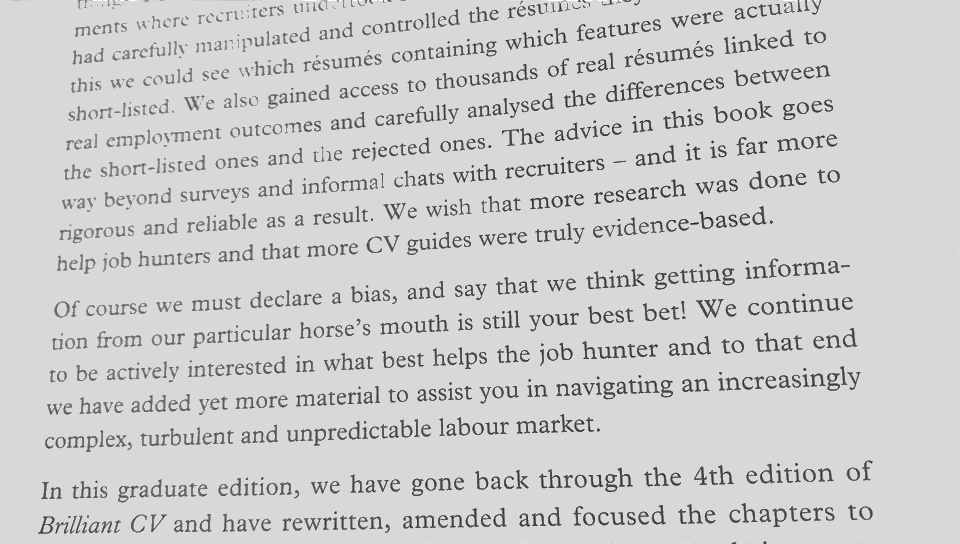 ments where recruiters
had carefully manipulated and controlled the résumés
this we could see which résumés containing which features were actually
short-listed. We also gained access to thousands of real résumés linked to
real employment outcomes and carefully analysed the differences between
the short-listed ones and the rejected ones. The advice in this book goes
way beyond surveys and informal chats with recruiters – and it is far more
rigorous and reliable as a result. We wish that more research was done to
help job hunters and that more CV guides were truly evidence-based.
Of course we must declare a bias, and say that we think getting informa-
tion from our particular horse's mouth is still your best bet! We continue
to be actively interested in what best helps the job hunter and to that end
we have added yet more material to assist you in navigating an increasingly
complex, turbulent and unpredictable labour market.
In this graduate edition, we have gone back through the 4th edition of
Brilliant CV and have rewritten, amended and focused the chapters to